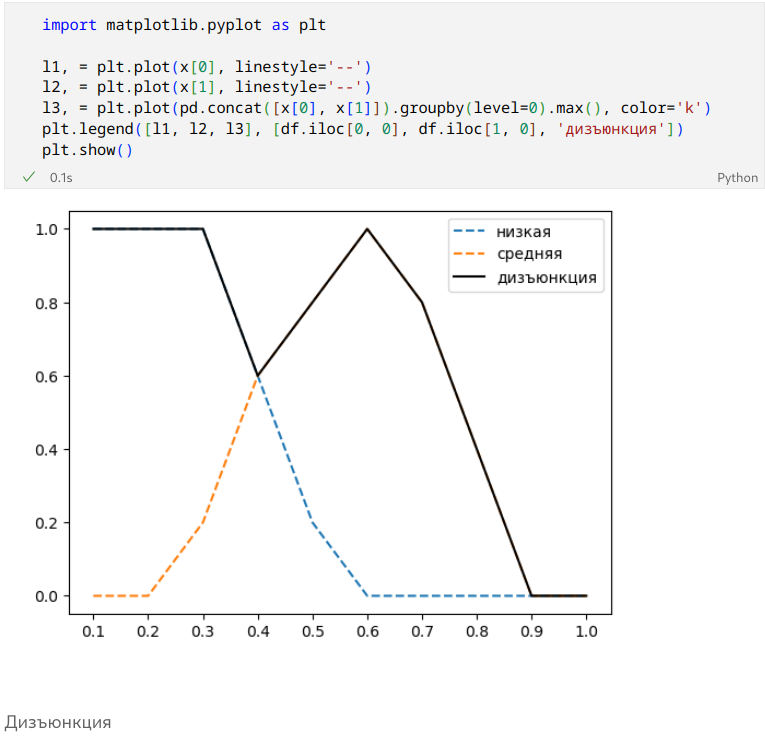 import matplotlib.pyplot as plt
l1, = plt.plot(x[0], linestyle='--')
l2, = plt.plot(x[1], linestyle='--')
l3, = plt.plot(pd.concat([x[0], x[1]]).groupby(level=0).max(), color='k')
plt.legend([l1, l2, l3], [df.iloc[0, 0], df.iloc[1, 0], 'дизъюнкция'])
plt.show()
0.1s Python
низкая
средняя
дизъюнкция
1.0
0.8
0.6
0.4
0.2
0.0
0.1 0.2 0.3 0.4 0.5 0.6 0.7 0.8 0.9 1.0
Дизъюнкция